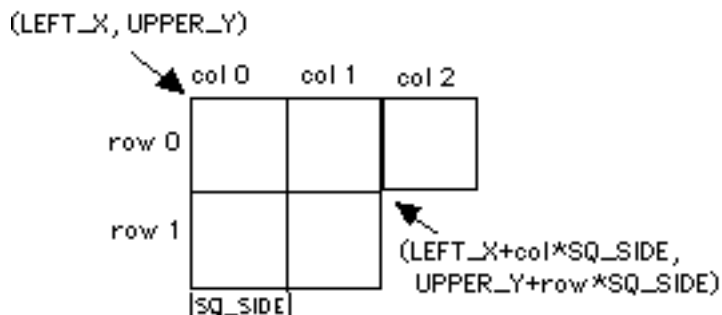 (LEFT_X, UPPER_Y)
col 0 col 1 col 2
row 0
row 1
(LEFT_X+col*SQ_SIDE,
UPPER_Y+row*SQ_SIDE)
|SQ_SIDE|